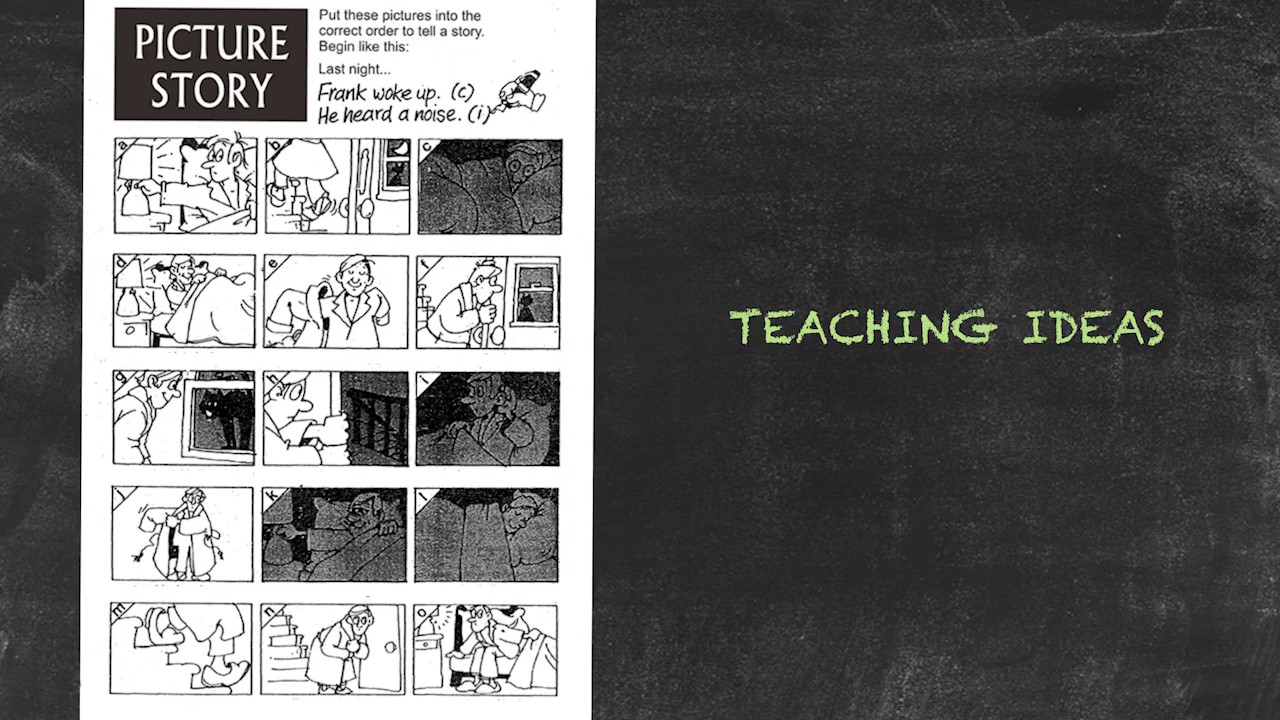 PICTURE
STORY
Put these pictures into the
correct order to tell a story.
Begin like this:
Last night...
Frank woke up. (c)
He heard a noise. (i)
a
b
c
d
e
f
g
h
i
j
k
l
m
n
o
TEACHING IDEAS